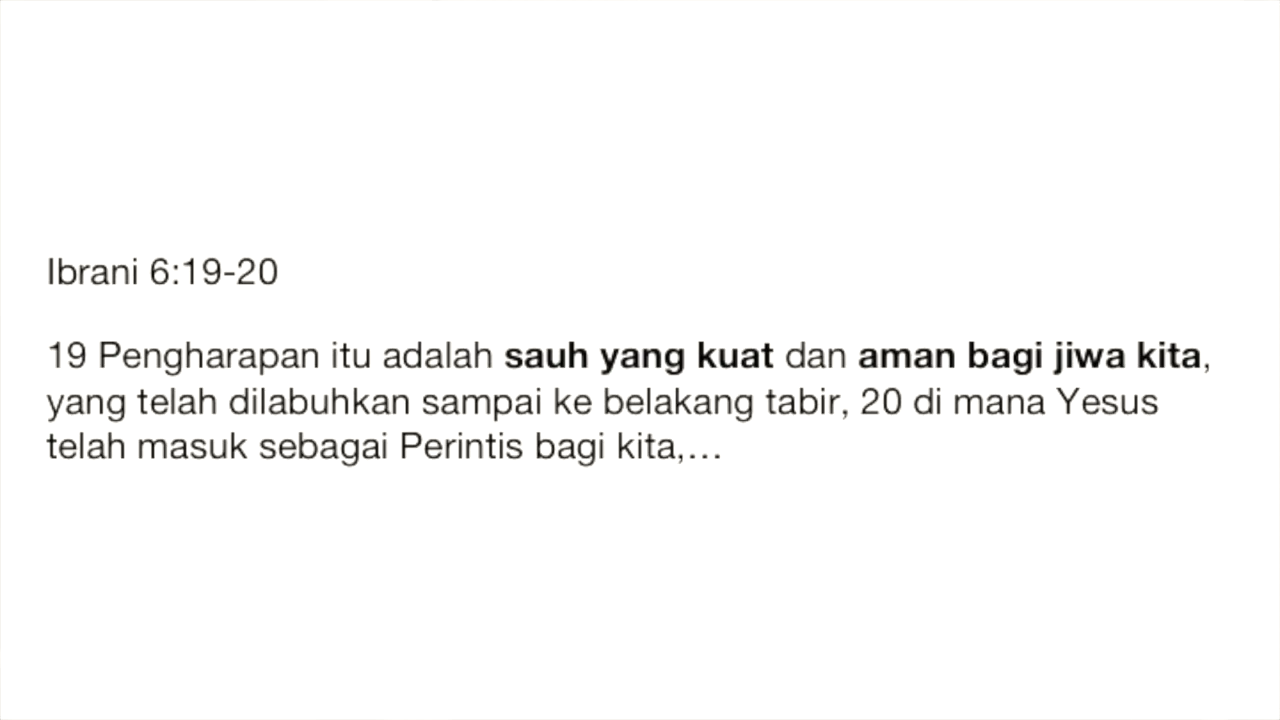 Ibrani 6:19-20
19 Pengharapan itu adalah sauh yang kuat dan aman bagi jiwa kita,
yang telah dilabuhkan sampai ke belakang tabir, 20 di mana Yesus
telah masuk sebagai Perintis bagi kita,…